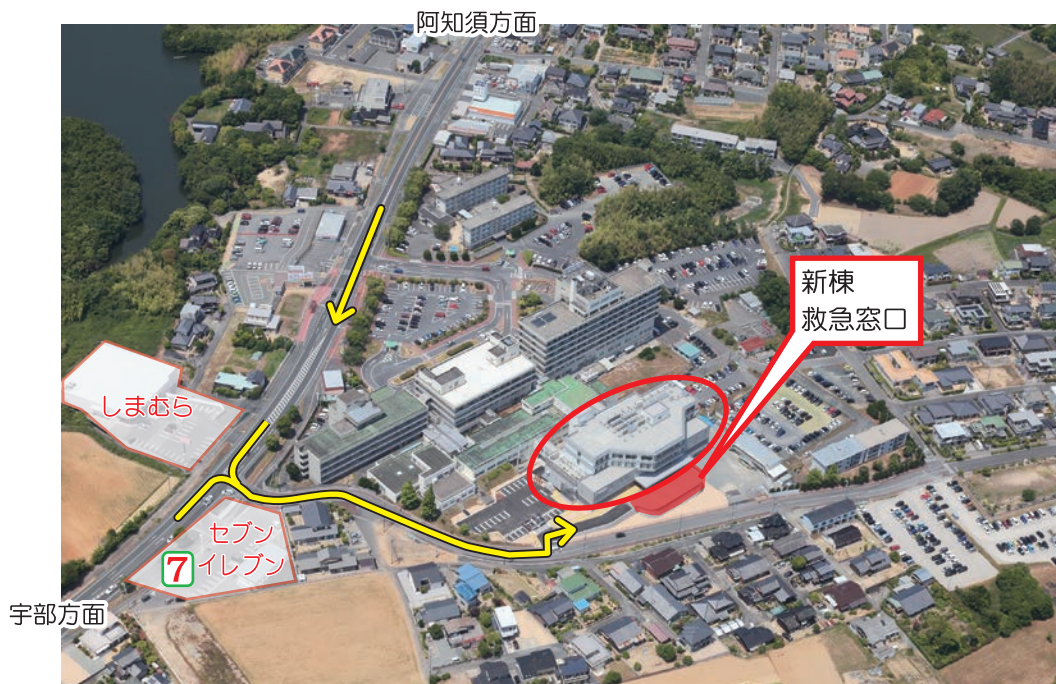 阿知須方面
新棟
救急窓口
しまむら
セブン
7 イレブン
宇部方面